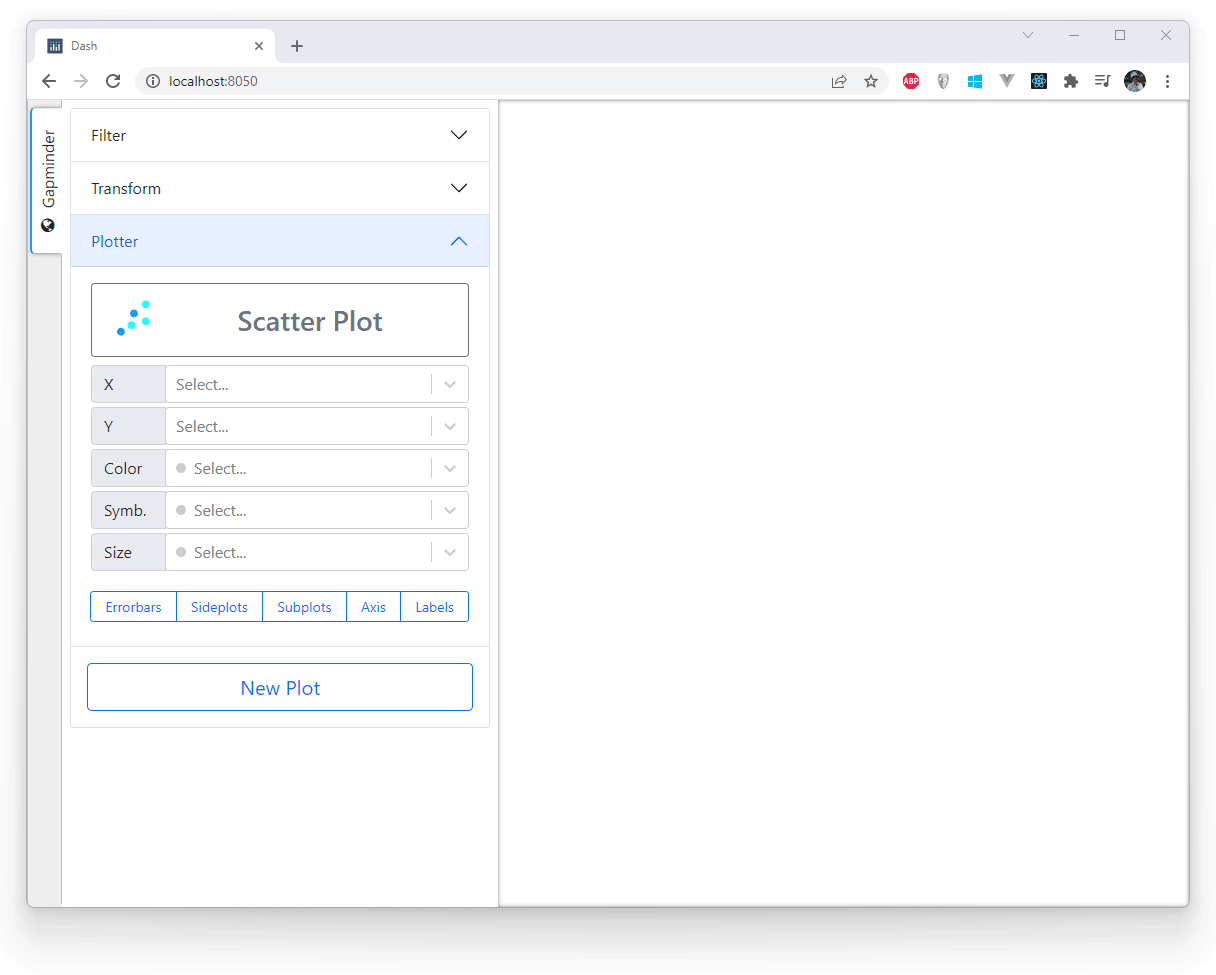 Dash
localhost:8050
ABP
Gapminder
Filter
Transform
Plotter
Scatter Plot
X Select...
Y Select...
Color Select...
Symb. Select...
Size Select...
Errorbars Sideplots Subplots Axis Labels
New Plot